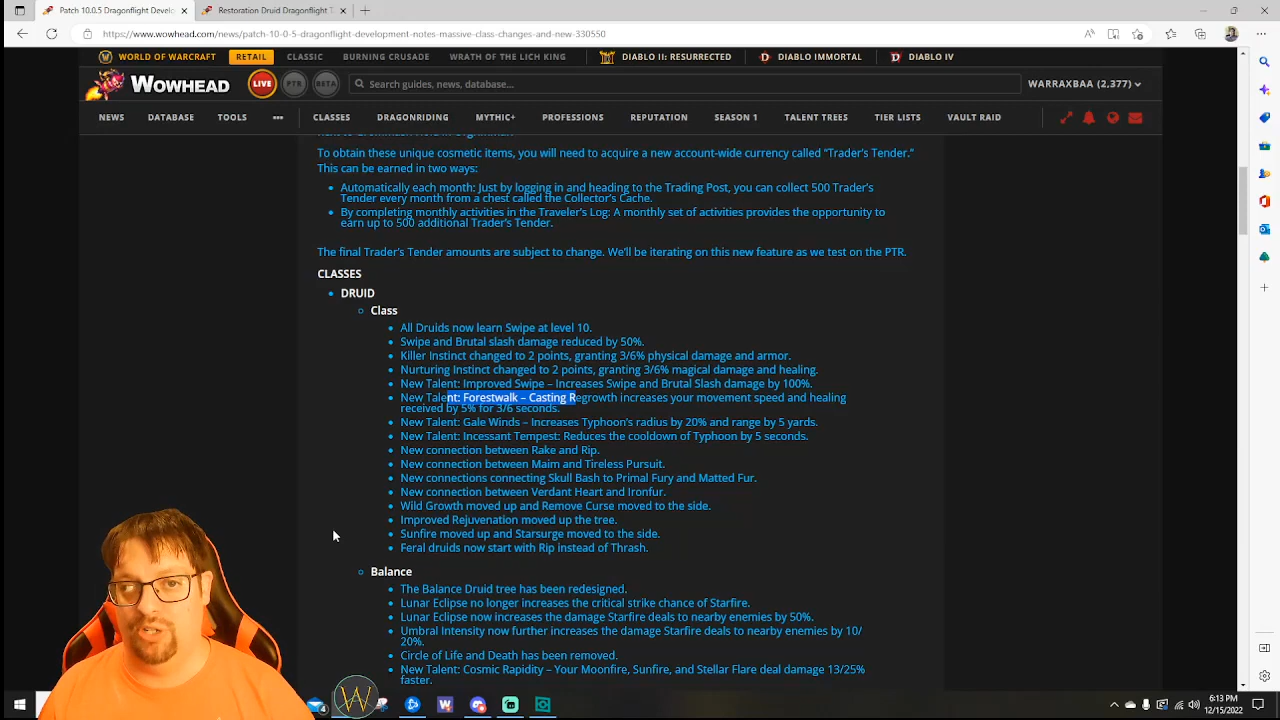 Patch 10.0.5 Dragonflight Develo
Restoration Druid Dragonflight T
https://www.wowhead.com/news/patch-10-0-5-dragonflight-development-notes-massive-class-changes-and-new-330550
WORLD OF WARCRAFT RETAIL CLASSIC BURNING CRUSADE WRATH OF THE LICH KING DIABLO II: RESURRECTED DIABLO IMMORTAL DIABLO IV
WOWHEAD LIVE PTR BETA Search guides, news, database... WARRAXBAA (2,377)
NEWS DATABASE TOOLS ••• CLASSES DRAGONRIDING MYTHIC+ PROFESSIONS REPUTATION SEASON 1 TALENT TREES TIER LISTS VAULT RAID
To obtain these unique cosmetic items, you will need to acquire a new account-wide currency called "Trader's Tender."
This can be earned in two ways:
Automatically each month: Just by logging in and heading to the Trading Post, you can collect 500 Trader's
Tender every month from a chest called the Collector's Cache.
By completing monthly activities in the Traveler's Log: A monthly set of activities provides the opportunity to
earn up to 500 additional Trader's Tender.
The final Trader's Tender amounts are subject to change. We'll be iterating on this new feature as we test on the PTR.
CLASSES
DRUID
Class
All Druids now learn Swipe at level 10.
Swipe and Brutal slash damage reduced by 50%.
Killer Instinct changed to 2 points, granting 3/6% physical damage and armor.
Nurturing Instinct changed to 2 points, granting 3/6% magical damage and healing.
New Talent: Improved Swipe – Increases Swipe and Brutal Slash damage by 100%.
New Talent: Forestwalk – Casting Regrowth increases your movement speed and healing
received by 5% for 3/6 seconds.
New Talent: Gale Winds – Increases Typhoon's radius by 20% and range by 5 yards.
New Talent: Incessant Tempest: Reduces the cooldown of Typhoon by 5 seconds.
New connection between Rake and Rip.
New connection between Maim and Tireless Pursuit.
New connections connecting Skull Bash to Primal Fury and Matted Fur.
New connection between Verdant Heart and Ironfur.
Wild Growth moved up and Remove Curse moved to the side.
Improved Rejuvenation moved up the tree.
Sunfire moved up and Starsurge moved to the side.
Feral druids now start with Rip instead of Thrash.
Balance
The Balance Druid tree has been redesigned.
Lunar Eclipse no longer increases the critical strike chance of Starfire.
Lunar Eclipse now increases the damage Starfire deals to nearby enemies by 50%.
Umbral Intensity now further increases the damage Starfire deals to nearby enemies by 10/
20%.
Circle of Life and Death has been removed.
New Talent: Cosmic Rapidity – Your Moonfire, Sunfire, and Stellar Flare deal damage 13/25%
faster.
6:13 PM
12/15/2022